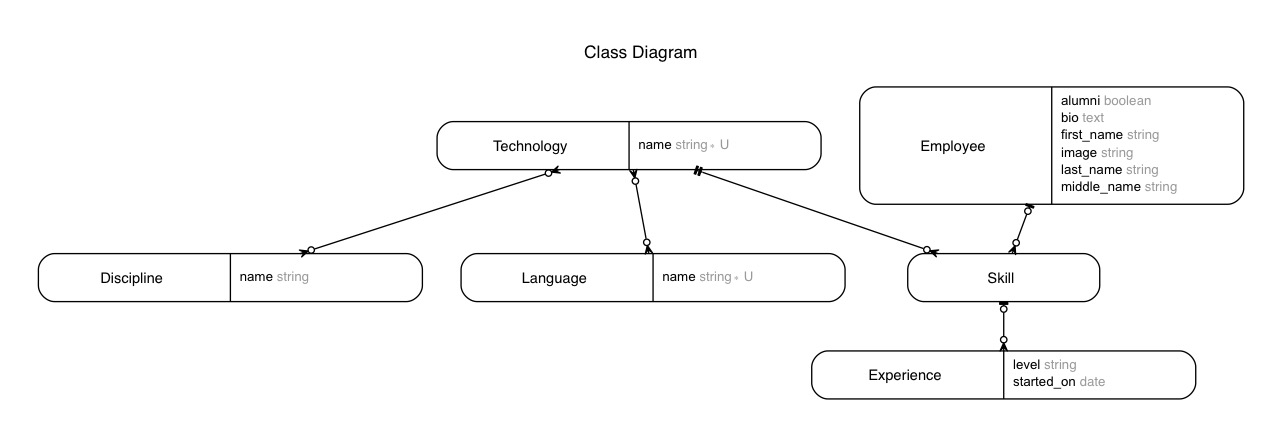 Class Diagram
Technology
name string * U
Employee
alumni boolean
bio text
first_name string
image string
last_name string
middle_name string
Discipline
name string
Language
name string * U
Skill
Experience
level string
started_on date